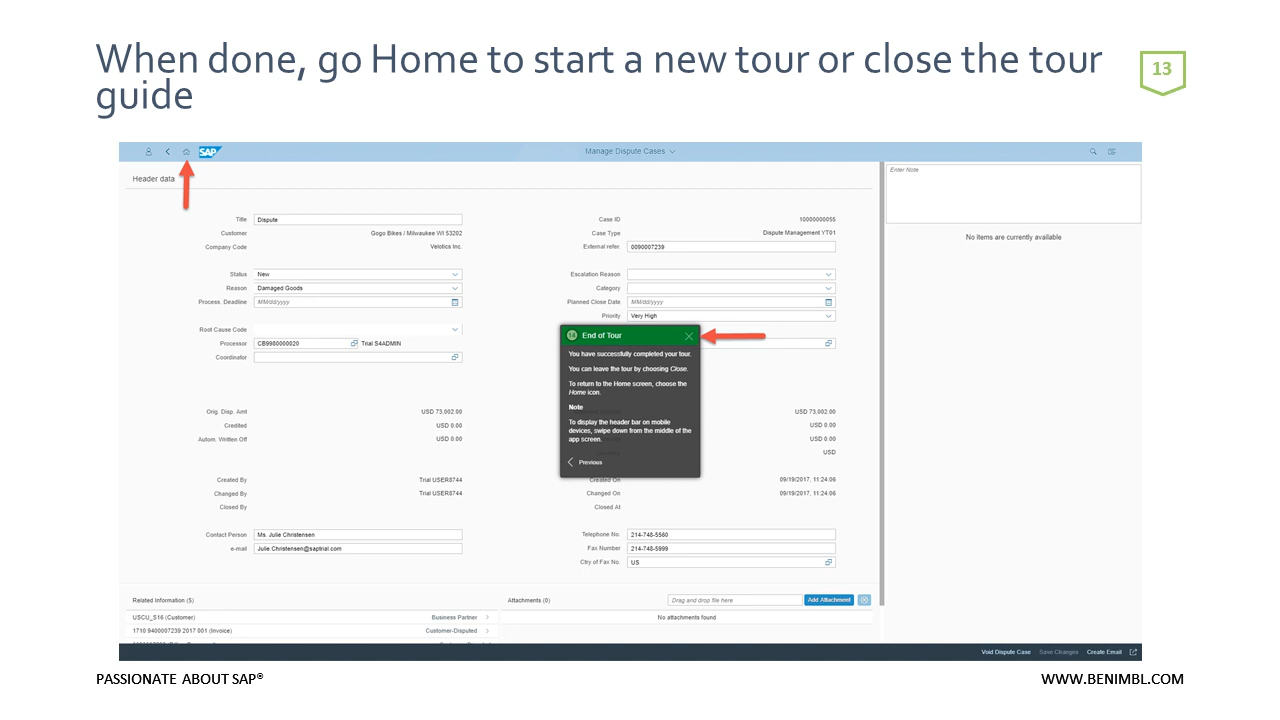 When done, go Home to start a new tour or close the tour
guide
13
SAP
Manage Dispute Cases
Header data
Enter Note
No items are currently available
Title Dispute
Case ID 10000000055
Customer Gogo Bikes / Milwaukee WI 53202
Case Type Dispute Management YT01
Company Code Velotics Inc.
External refer. 0090007239
Status New
Escalation Reason
Reason Damaged Goods
Category
Process. Deadline MM/dd/yyyy
Planned Close Date MM/dd/yyyy
Priority Very High
Root Cause Code
Processor CB9980000020 Trial S4ADMIN
Coordinator
End of Tour
You have successfully completed your tour.
You can leave the tour by choosing Close.
To return to the Home screen, choose the
Home icon.
Note
To display the header bar on mobile
devices, swipe down from the middle of the
app screen.
Previous
Orig. Disp. Amt USD 73,002.00
USD 73,002.00
Credited USD 0.00
USD 0.00
Autom. Written Off USD 0.00
USD 0.00
USD
Created By Trial USER8744
Created On 09/19/2017, 11:24:06
Changed By Trial USER8744
Changed On 09/19/2017, 11:24:06
Closed By
Closed At
Contact Person Ms. Julie Christensen
Telephone No. 214-748-5560
e-mail Julie.Christensen@saptrial.com
Fax Number 214-748-5999
Ctry of Fax No. US
Related Information (5)
Attachments (0)
Drag and drop file here
Add Attachment
USCU_S16 (Customer) Business Partner
No attachments found
1710 9400007239 2017 001 (Invoice) Customer-Disputed
Void Dispute Case Save Changes Create Email
PASSIONATE ABOUT SAP®
WWW.BENIMBL.COM